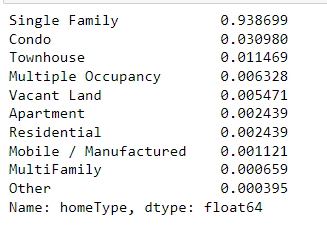 Single Family 0.938699
Condo 0.030980
Townhouse 0.011469
Multiple Occupancy 0.006328
Vacant Land 0.005471
Apartment 0.002439
Residential 0.002439
Mobile / Manufactured 0.001121
MultiFamily 0.000659
Other 0.000395
Name: homeType, dtype: float64